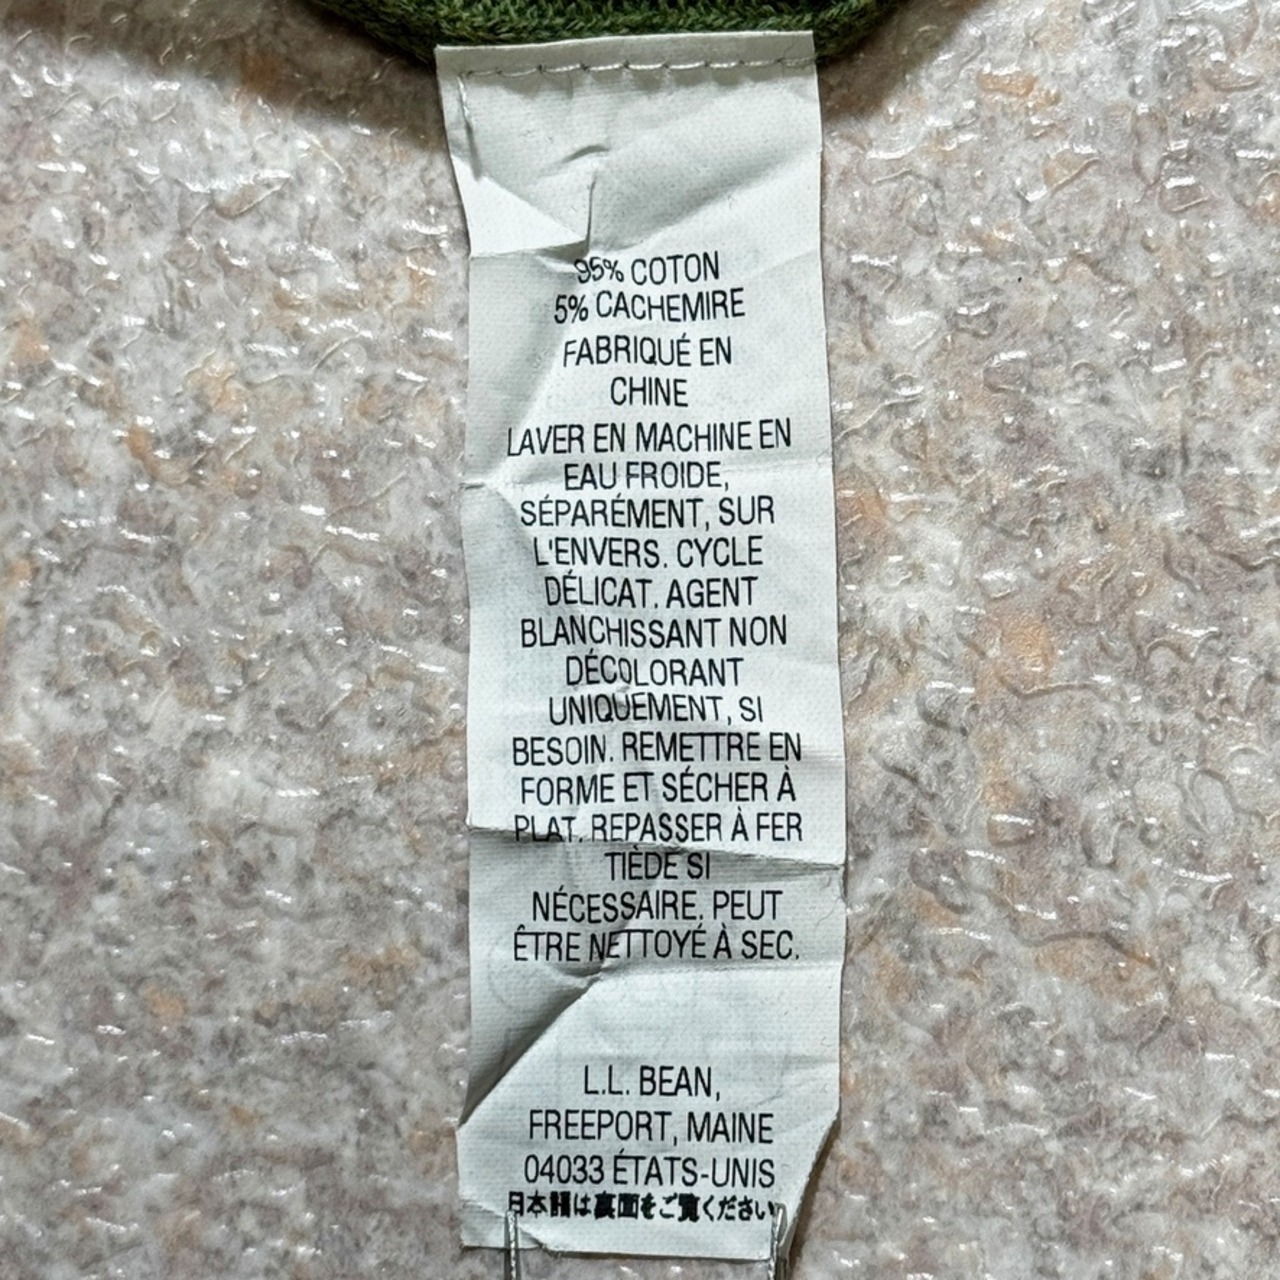 95% COTON
5% CACHEMIRE
FABRIQUÉ EN
CHINE
LAVER EN MACHINE EN
EAU FROIDE,
SÉPARÉMENT, SUR
L'ENVERS. CYCLE
DÉLICAT. AGENT
BLANCHISSANT NON
DÉCOLORANT
UNIQUEMENT, SI
BESOIN. REMETTRE EN
FORME ET SÉCHER À
PLAT. REPASSER À FER
TIÈDE SI
NÉCESSAIRE. PEUT
ÊTRE NETTOYÉ À SEC.
L.L. BEAN,
FREEPORT, MAINE
04033 ÉTATS-UNIS
日本語は裏面をご覧ください